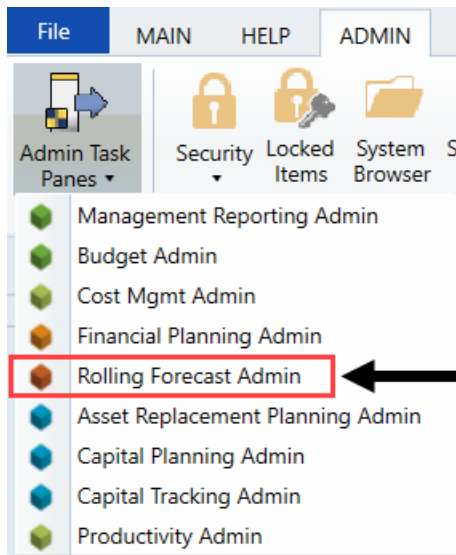 File MAIN HELP ADMIN
Admin Task Panes
Security
Locked Items
System Browser
S
Management Reporting Admin
Budget Admin
Cost Mgmt Admin
Financial Planning Admin
Rolling Forecast Admin
Asset Replacement Planning Admin
Capital Planning Admin
Capital Tracking Admin
Productivity Admin